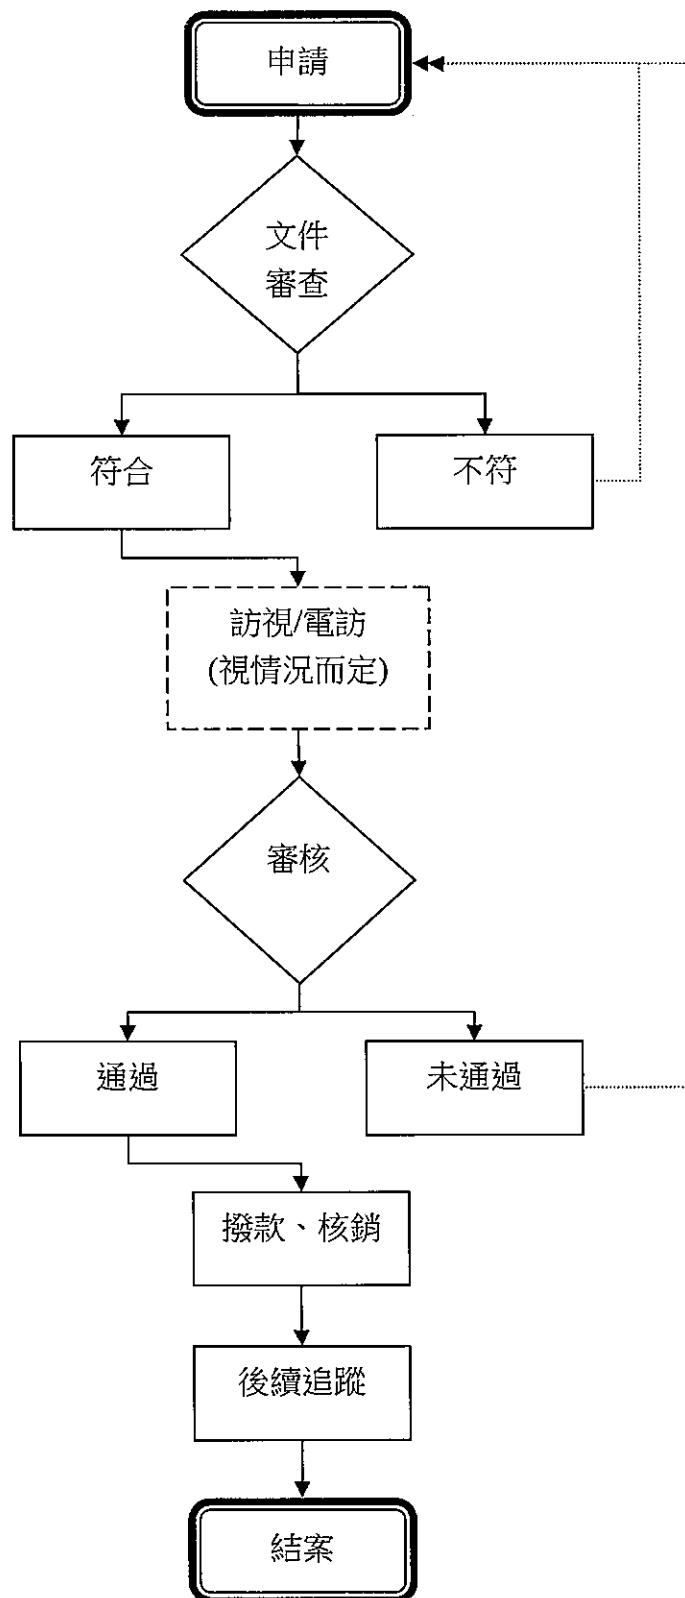 申請
文件
審查
符合
不符
訪視/電訪
(視情況而定)
審核
通過
未通過
撥款、核銷
後續追蹤
結案